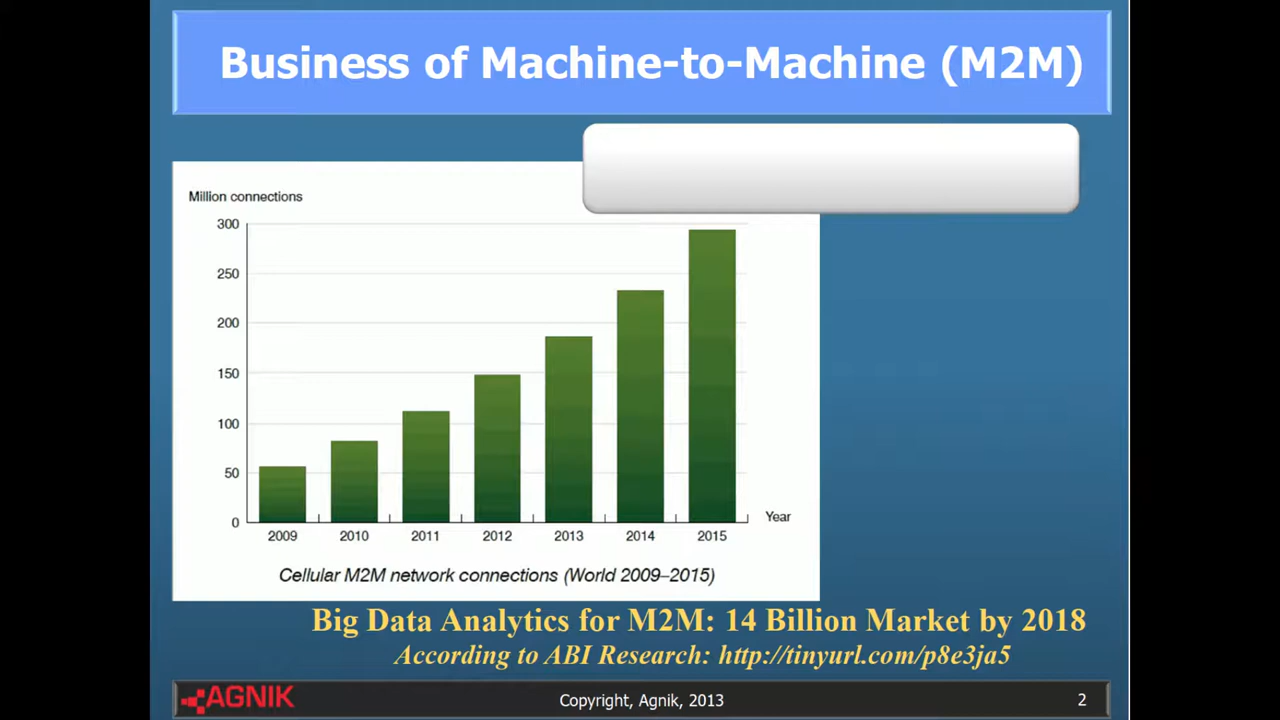 Business of Machine-to-Machine (M2M)
Million connections
300
250
200
150
100
50
0
Year
2009 2010 2011 2012 2013 2014 2015
Cellular M2M network connections (World 2009–2015)
Big Data Analytics for M2M: 14 Billion Market by 2018
According to ABI Research: http://tinyurl.com/p8e3ja5
AGNIK
Copyright, Agnik, 2013
2